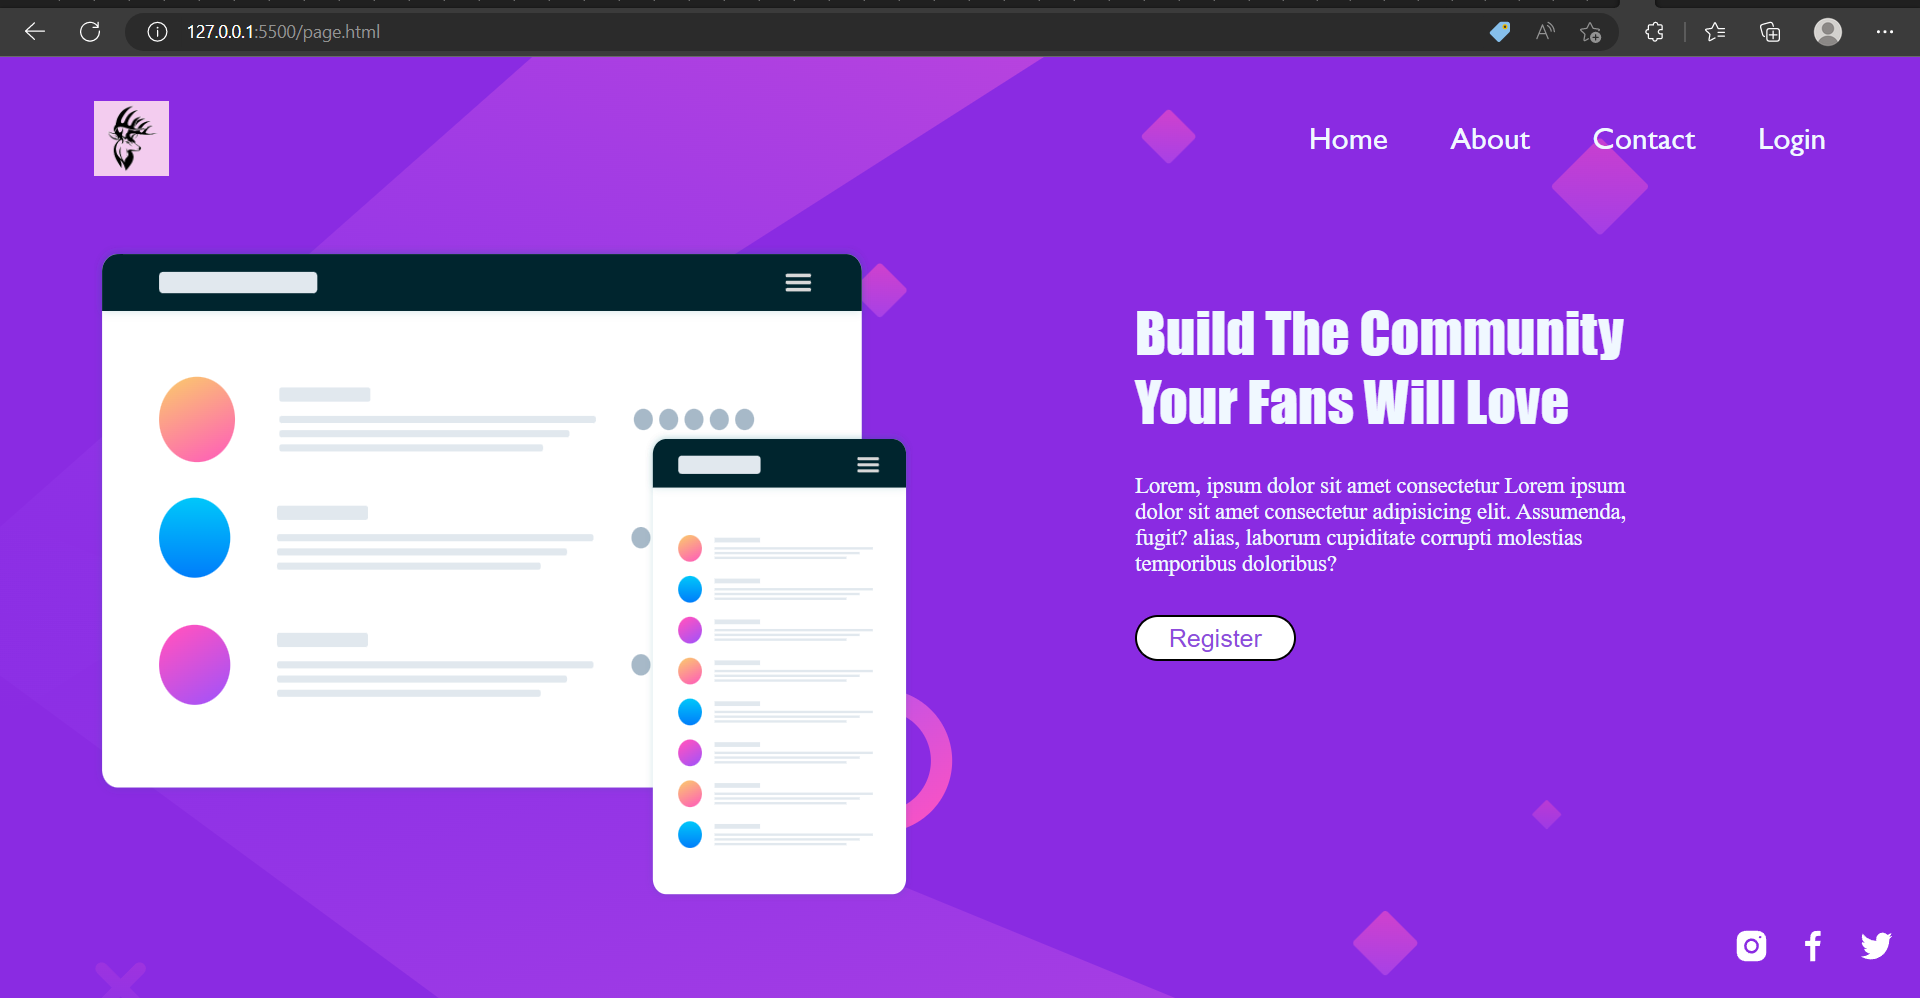 127.0.0.1:5500/page.html
Home About Contact Login
Build The Community
Your Fans Will Love
Lorem, ipsum dolor sit amet consectetur Lorem ipsum
dolor sit amet consectetur adipisicing elit. Assumenda,
fugit? alias, laborum cupiditate corrupti molestias
temporibus doloribus?
Register